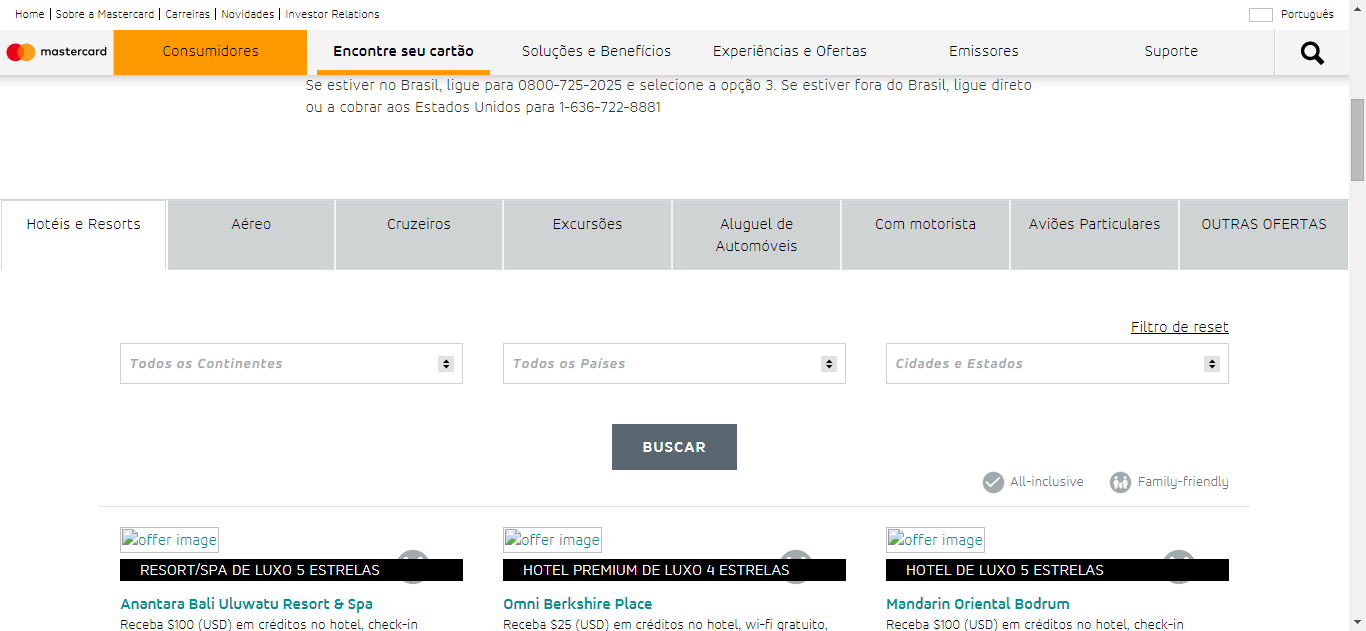 Home | Sobre a Mastercard | Carreiras | Novidades | Investor Relations
Português
mastercard
Consumidores
Encontre seu cartão
Soluções e Benefícios
Experiências e Ofertas
Emissores
Suporte
Se estiver no Brasil, ligue para 0800-725-2025 e selecione a opção 3. Se estiver fora do Brasil, ligue direto
ou a cobrar aos Estados Unidos para 1-636-722-8881
Hotéis e Resorts
Aéreo
Cruzeiros
Excursões
Aluguel de
Automóveis
Com motorista
Aviões Particulares
OUTRAS OFERTAS
Filtro de reset
Todos os Continentes
Todos os Países
Cidades e Estados
BUSCAR
All-inclusive
Family-friendly
offer image
offer image
offer image
RESORT/SPA DE LUXO 5 ESTRELAS
HOTEL PREMIUM DE LUXO 4 ESTRELAS
HOTEL DE LUXO 5 ESTRELAS
Anantara Bali Uluwatu Resort & Spa
Omni Berkshire Place
Mandarin Oriental Bodrum
Receba $100 (USD) em créditos no hotel, check-in
Receba $25 (USD) em créditos no hotel, wi-fi gratuito,
Receba $100 (USD) em créditos no hotel, check-in